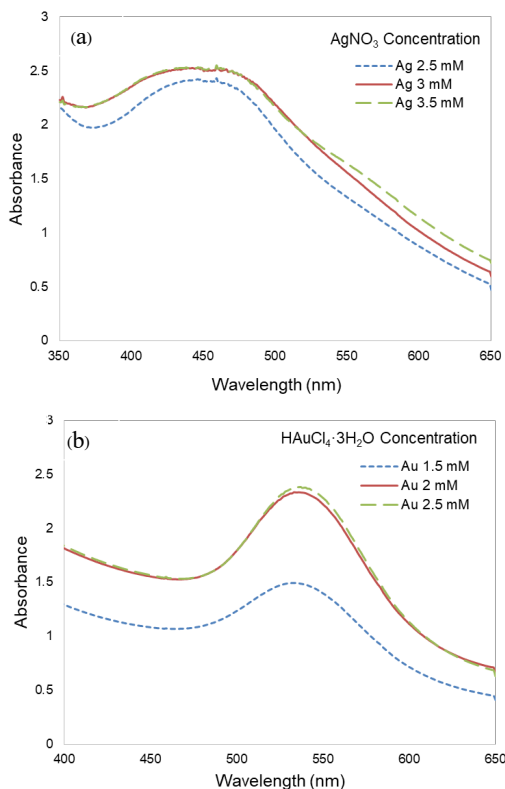 (a)
AgNO₃ Concentration
Ag 2.5 mM
Ag 3 mM
Ag 3.5 mM
Absorbance
3
2.5
2
1.5
1
0.5
0
350 400 450 500 550 600 650
Wavelength (nm)
(b)
HAuCl₄·3H₂O Concentration
Au 1.5 mM
Au 2 mM
Au 2.5 mM
Absorbance
3
2.5
2
1.5
1
0.5
0
400 450 500 550 600 650
Wavelength (nm)